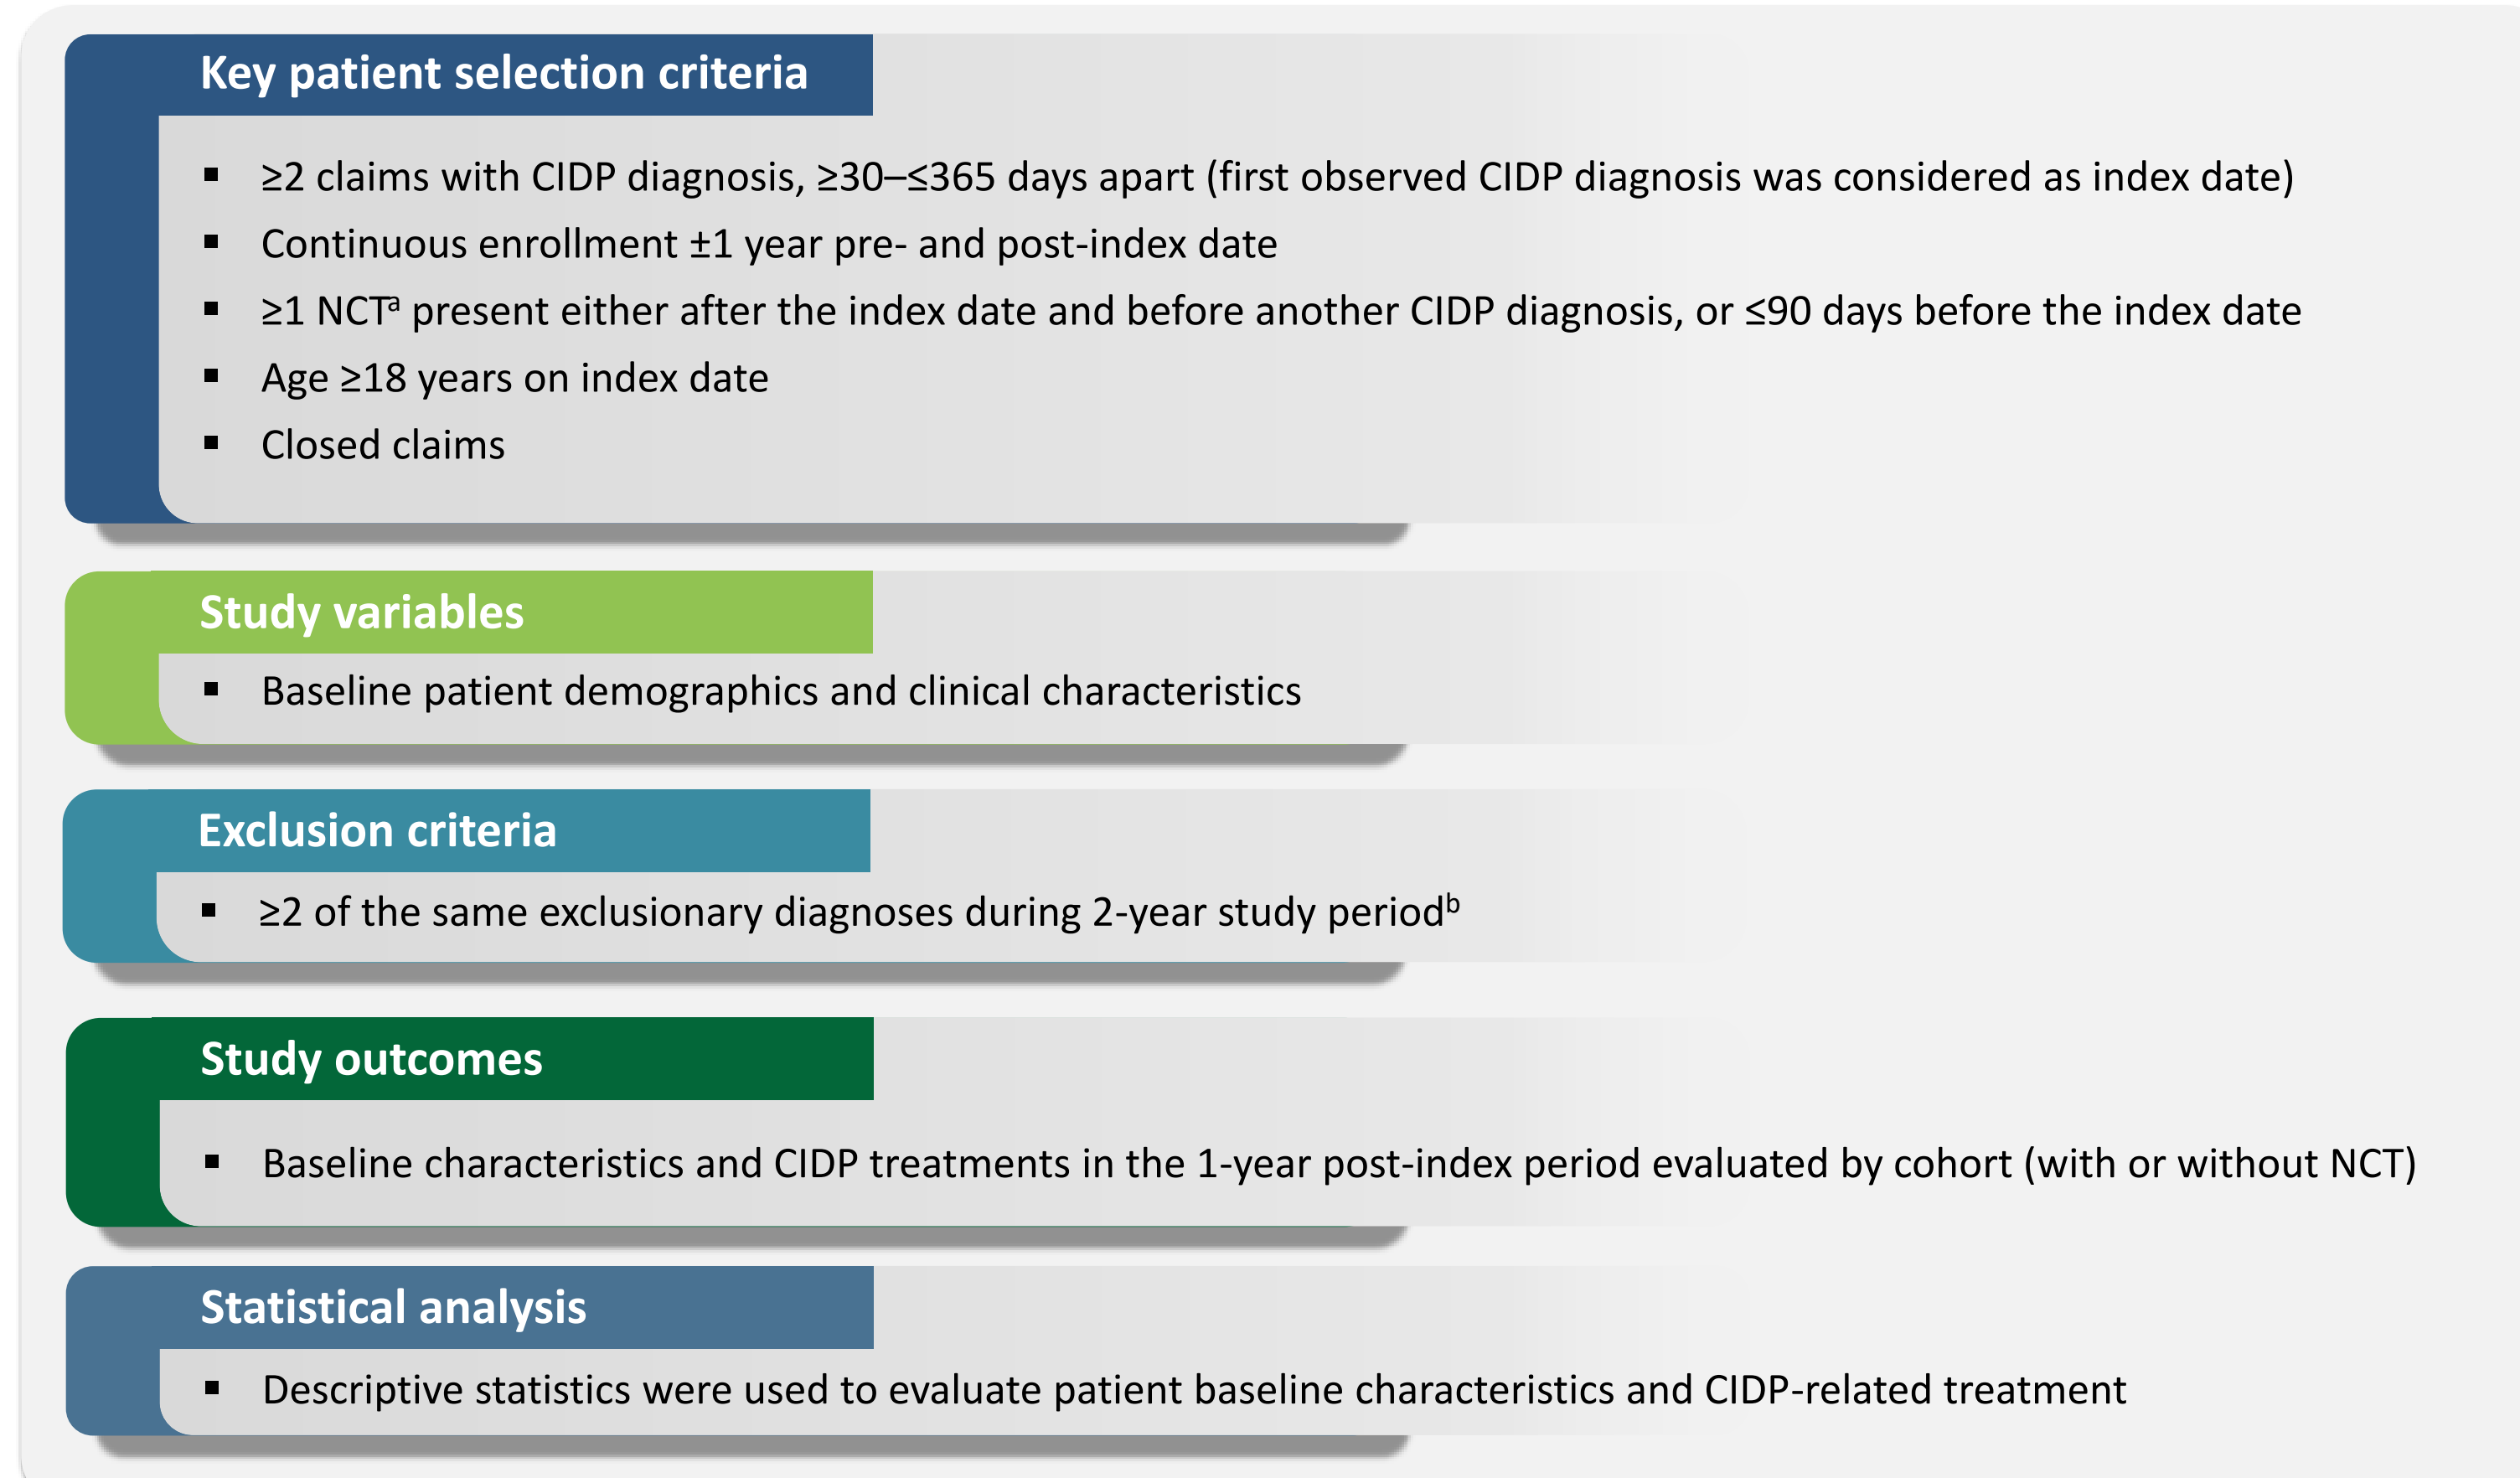 Key patient selection criteria
▪ ≥2 claims with CIDP diagnosis, ≥30–≤365 days apart (first observed CIDP diagnosis was considered as index date)
▪ Continuous enrollment ±1 year pre- and post-index date
▪ ≥1 NCTᵃ present either after the index date and before another CIDP diagnosis, or ≤90 days before the index date
▪ Age ≥18 years on index date
▪ Closed claims
Study variables
▪ Baseline patient demographics and clinical characteristics
Exclusion criteria
▪ ≥2 of the same exclusionary diagnoses during 2-year study periodᵇ
Study outcomes
▪ Baseline characteristics and CIDP treatments in the 1-year post-index period evaluated by cohort (with or without NCT)
Statistical analysis
▪ Descriptive statistics were used to evaluate patient baseline characteristics and CIDP-related treatment